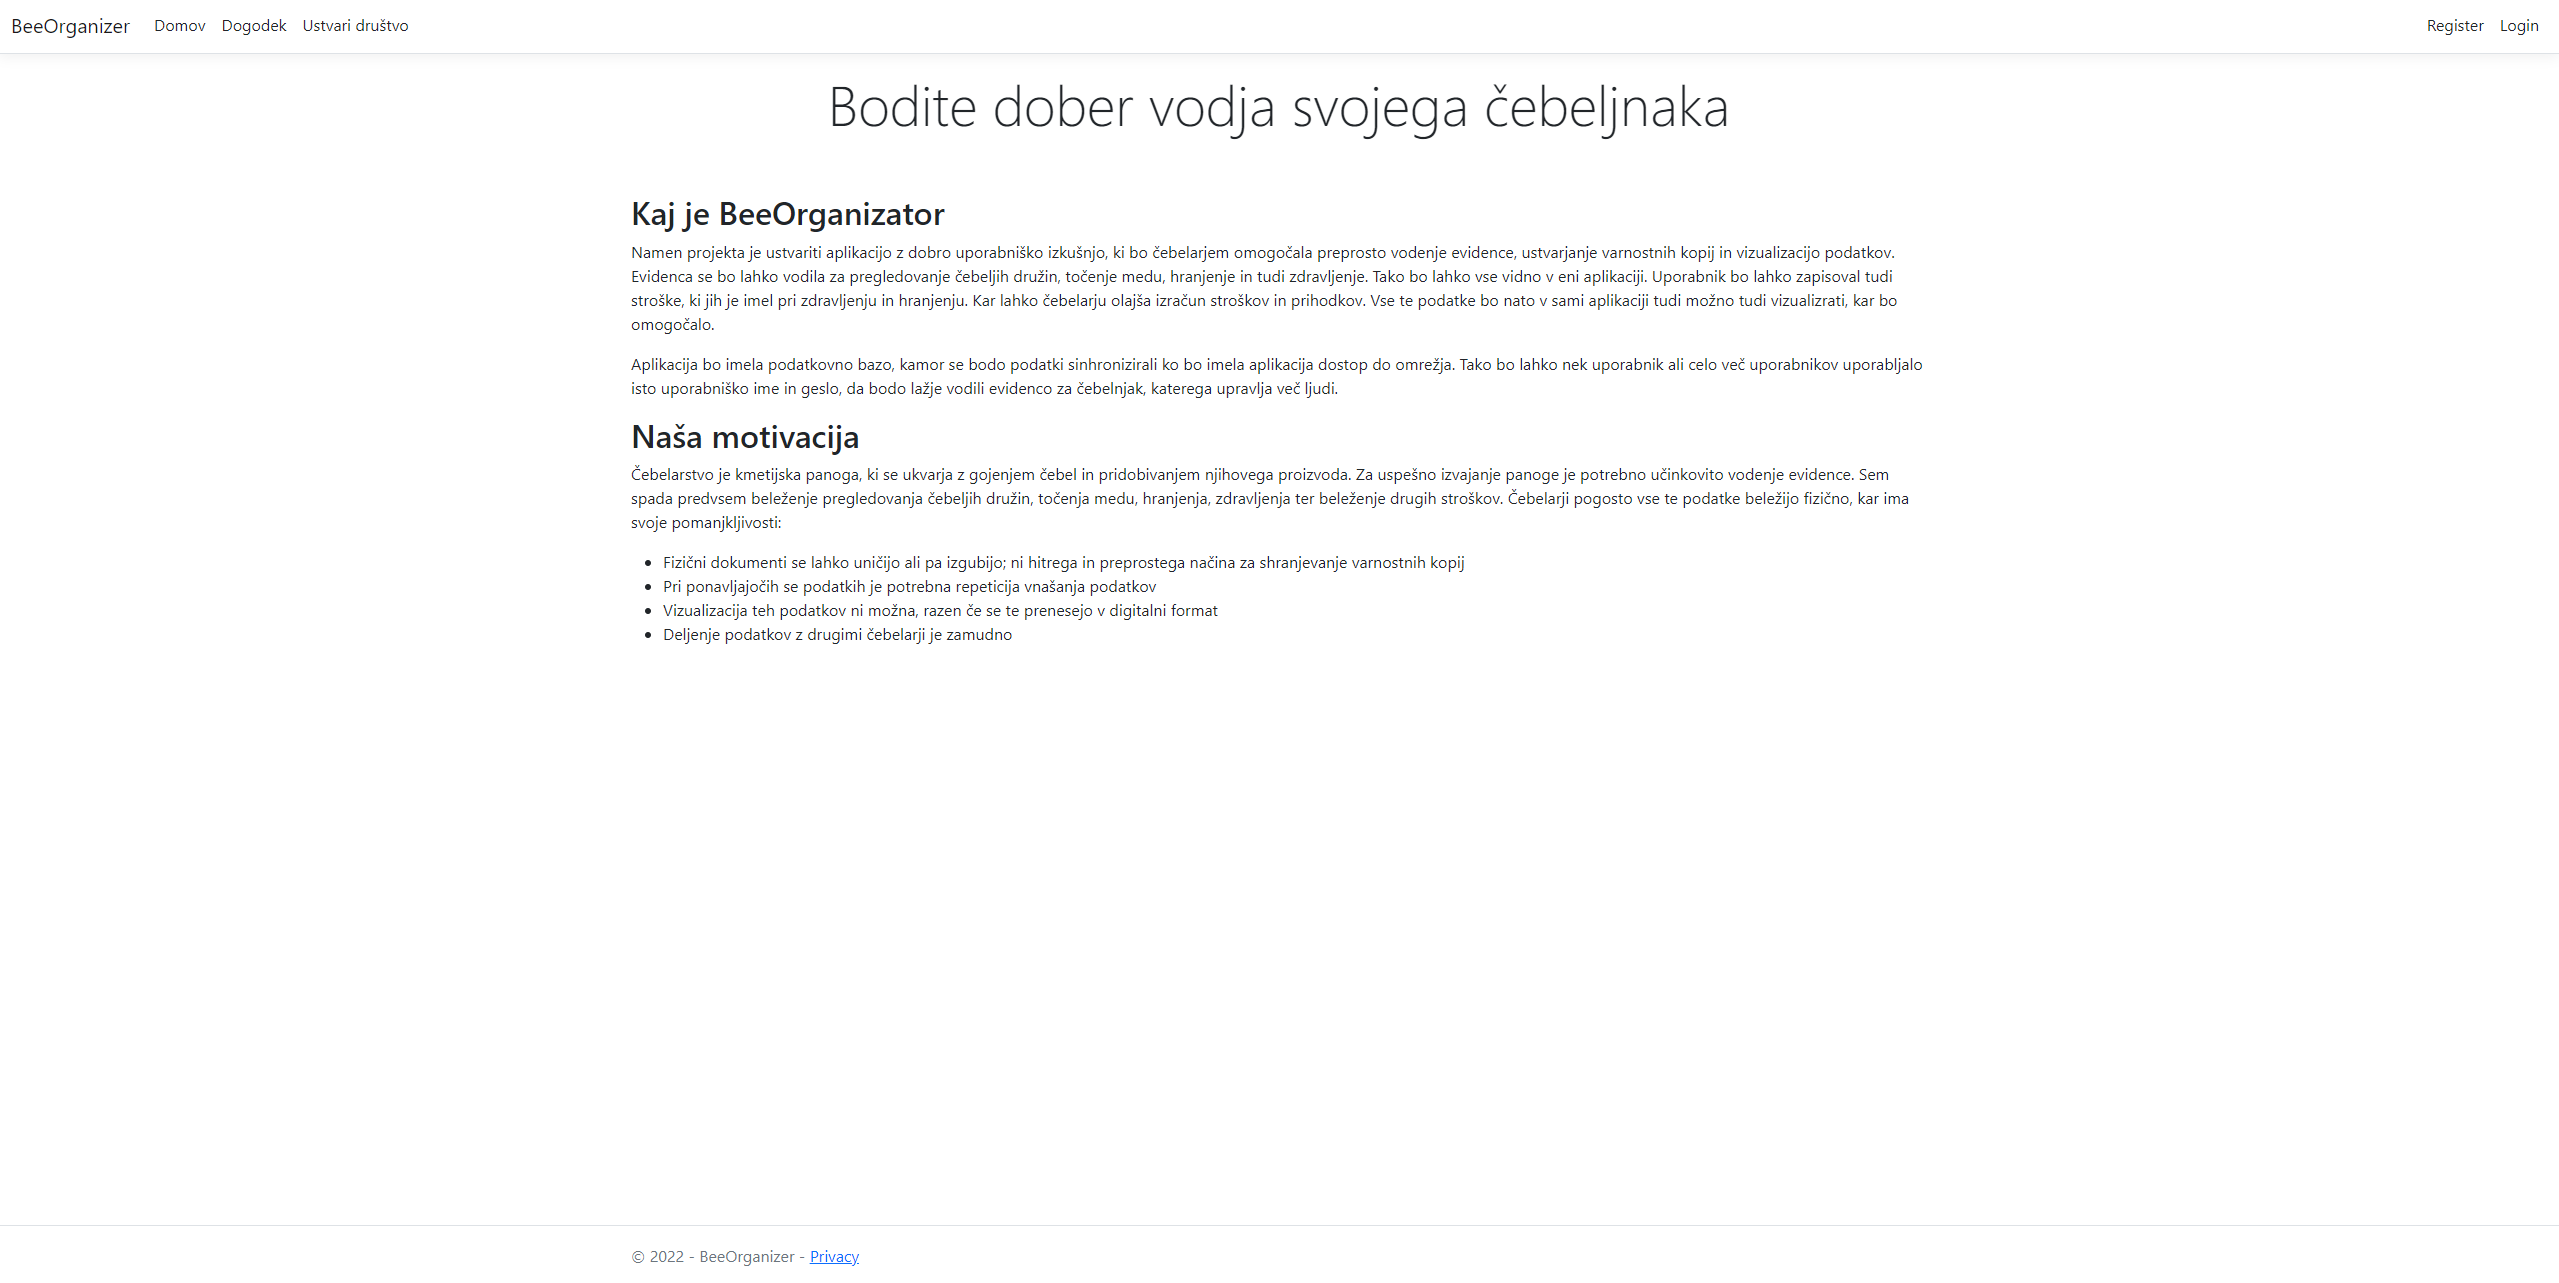 BeeOrganizer Domov Dogodek Ustvari društvo Register Login
Bodite dober vodja svojega čebeljnaka
Kaj je BeeOrganizator
Namen projekta je ustvariti aplikacijo z dobro uporabniško izkušnjo, ki bo čebelarjem omogočala preprosto vodenje evidence, ustvarjanje varnostnih kopij in vizualizacijo podatkov.
Evidenca se bo lahko vodila za pregledovanje čebeljih družin, točenje medu, hranjenje in tudi zdravljenje. Tako bo lahko vse vidno v eni aplikaciji. Uporabnik bo lahko zapisoval tudi
stroške, ki jih je imel pri zdravljenju in hranjenju. Kar lahko čebelarju olajša izračun stroškov in prihodkov. Vse te podatke bo nato v sami aplikaciji tudi možno tudi vizualizrati, kar bo
omogočalo.
Aplikacija bo imela podatkovno bazo, kamor se bodo podatki sinhronizirali ko bo imela aplikacija dostop do omrežja. Tako bo lahko nek uporabnik ali celo več uporabnikov uporabljalo
isto uporabniško ime in geslo, da bodo lažje vodili evidenco za čebelnjak, katerega upravlja več ljudi.
Naša motivacija
Čebelarstvo je kmetijska panoga, ki se ukvarja z gojenjem čebel in pridobivanjem njihovega proizvoda. Za uspešno izvajanje panoge je potrebno učinkovito vodenje evidence. Sem
spada predvsem beleženje pregledovanja čebeljih družin, točenja medu, hranjenja, zdravljenja ter beleženje drugih stroškov. Čebelarji pogosto vse te podatke beležijo fizično, kar ima
svoje pomanjkljivosti:
• Fizični dokumenti se lahko uničijo ali pa izgubijo; ni hitrega in preprostega načina za shranjevanje varnostnih kopij
• Pri ponavljajočih se podatkih je potrebna repeticija vnašanja podatkov
• Vizualizacija teh podatkov ni možna, razen če se te prenesejo v digitalni format
• Deljenje podatkov z drugimi čebelarji je zamudno
© 2022 - BeeOrganizer - Privacy